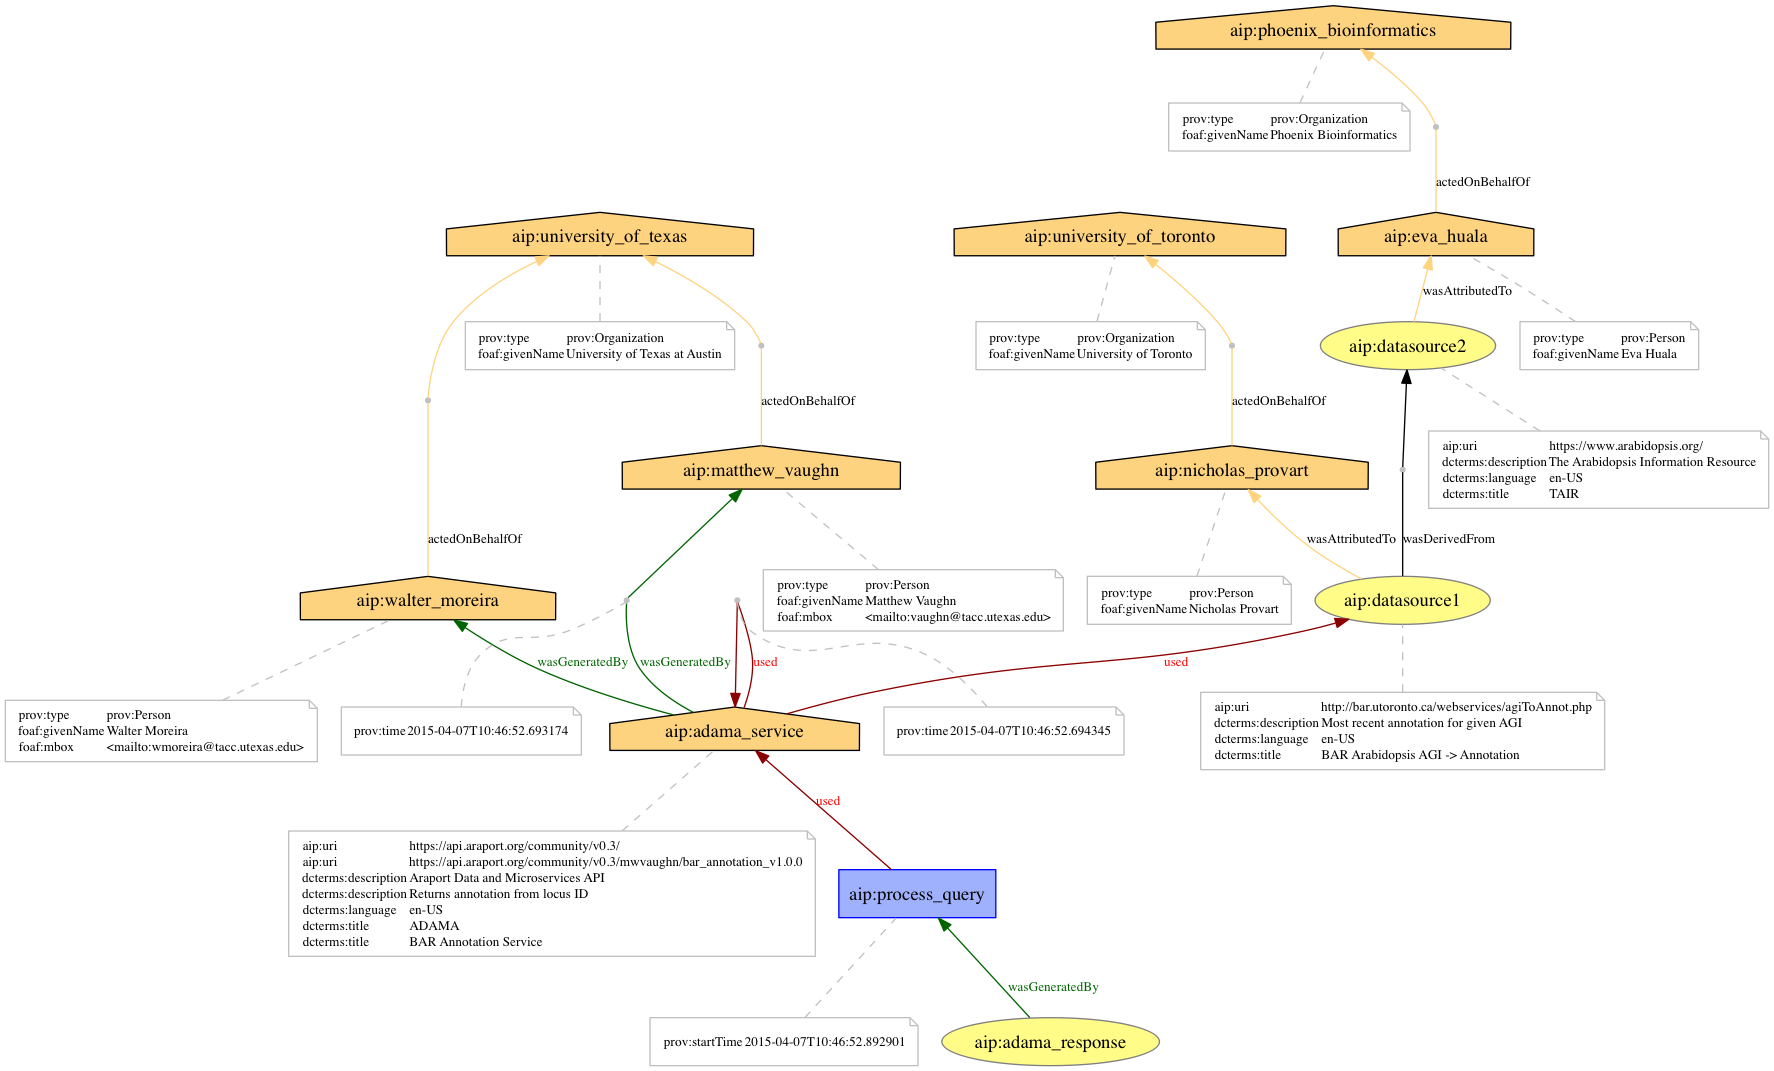 aip:phoenix_bioinformatics
prov:type prov:Organization
foaf:givenName Phoenix Bioinformatics
actedOnBehalfOf
aip:university_of_texas
aip:university_of_toronto
aip:eva_huala
wasAttributedTo
prov:type prov:Organization
foaf:givenName University of Texas at Austin
prov:type prov:Organization
foaf:givenName University of Toronto
aip:datasource2
prov:type prov:Person
foaf:givenName Eva Huala
actedOnBehalfOf
actedOnBehalfOf
aip:uri https://www.arabidopsis.org/
dcterms:description The Arabidopsis Information Resource
dcterms:language en-US
dcterms:title TAIR
aip:matthew_vaughn
aip:nicholas_provart
actedOnBehalfOf
wasAttributedTo
wasDerivedFrom
aip:walter_moreira
prov:type prov:Person
foaf:givenName Matthew Vaughn
foaf:mbox <mailto:vaughn@tacc.utexas.edu>
prov:type prov:Person
foaf:givenName Nicholas Provart
aip:datasource1
wasGeneratedBy
wasGeneratedBy
used
used
prov:type prov:Person
foaf:givenName Walter Moreira
foaf:mbox <mailto:wmoreira@tacc.utexas.edu>
prov:time 2015-04-07T10:46:52.693174
aip:adama_service
prov:time 2015-04-07T10:46:52.694345
aip:uri http://bar.utoronto.ca/webservices/agiToAnnot.php
dcterms:description Most recent annotation for given AGI
dcterms:language en-US
dcterms:title BAR Arabidopsis AGI -> Annotation
used
aip:uri https://api.araport.org/community/v0.3/
aip:uri https://api.araport.org/community/v0.3/mwvaughn/bar_annotation_v1.0.0
dcterms:description Araport Data and Microservices API
dcterms:description Returns annotation from locus ID
dcterms:language en-US
dcterms:title ADAMA
dcterms:title BAR Annotation Service
aip:process_query
wasGeneratedBy
prov:startTime 2015-04-07T10:46:52.892901
aip:adama_response